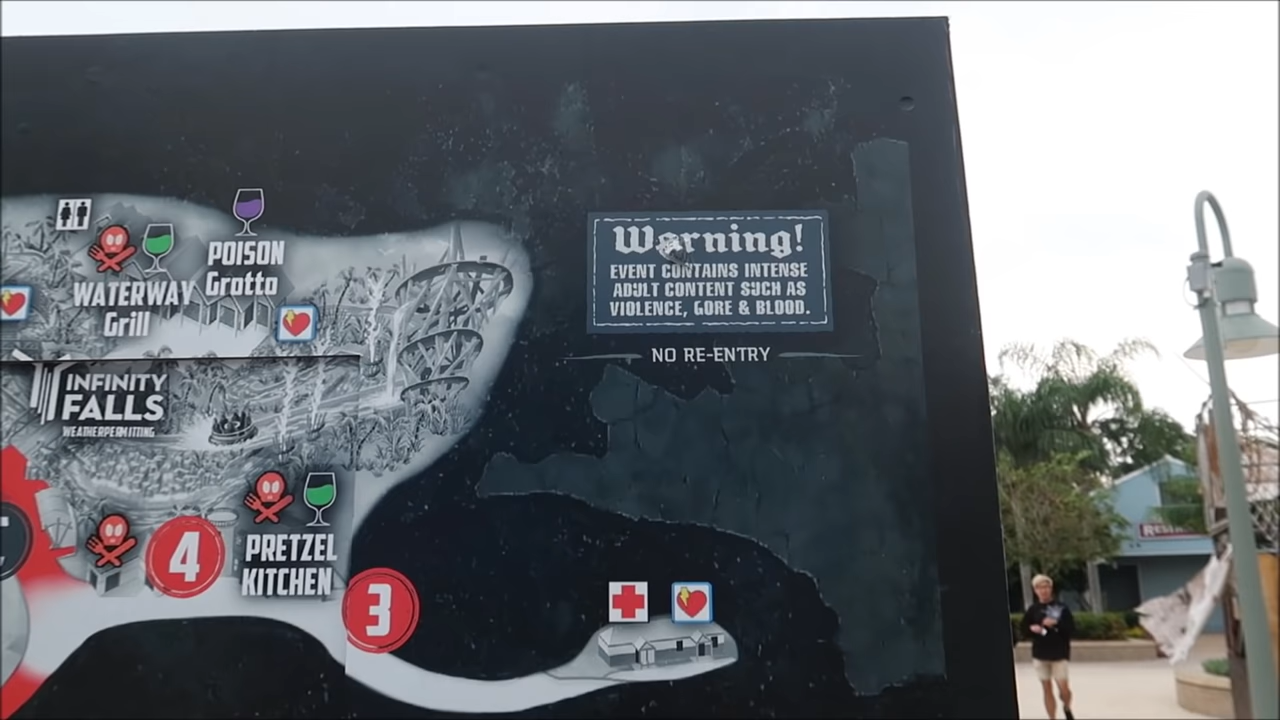 POISON
Grotto
WATERWAY
Grill
Warning!
EVENT CONTAINS INTENSE
ADULT CONTENT SUCH AS
VIOLENCE, GORE & BLOOD.
NO RE-ENTRY
INFINITY
FALLS
WEATHER PERMITTING
4
PRETZEL
KITCHEN
3